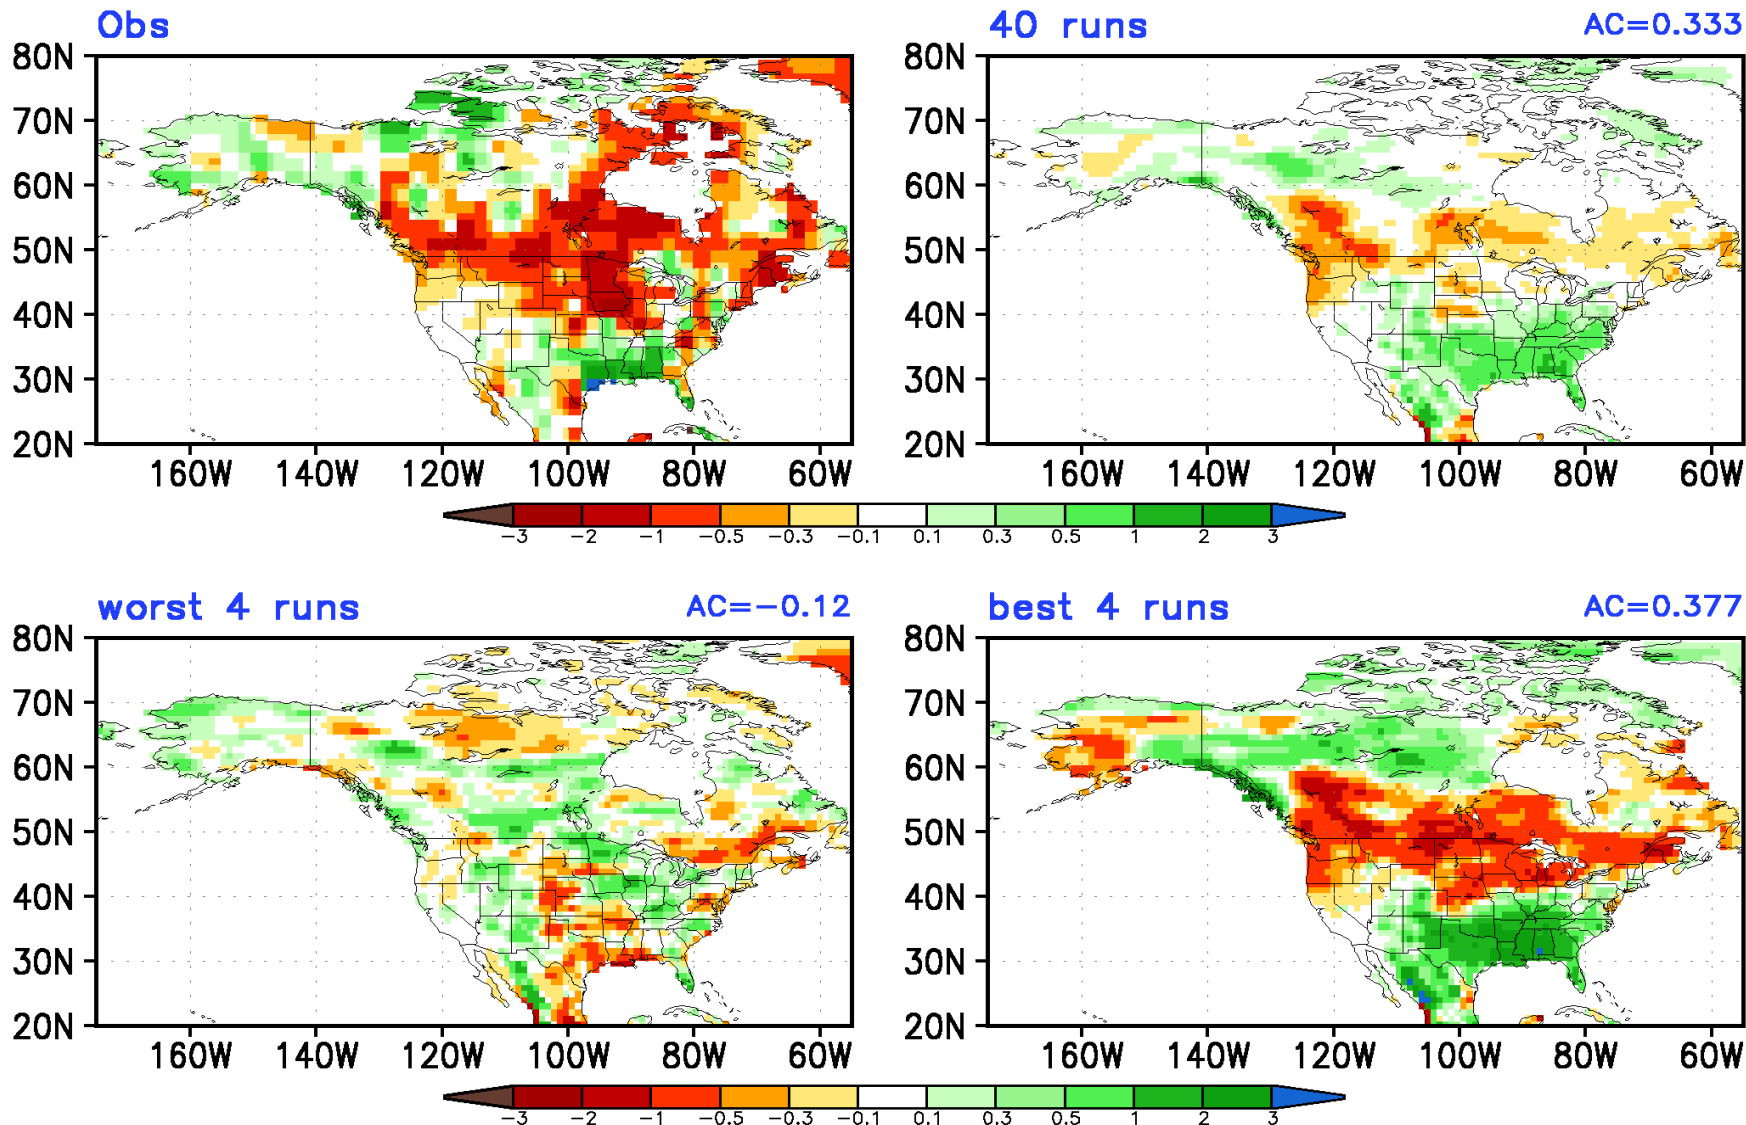 Obs
40 runs AC=0.333
80N
70N
60N
50N
40N
30N
20N
160W 140W 120W 100W 80W 60W
80N
70N
60N
50N
40N
30N
20N
160W 140W 120W 100W 80W 60W
-3 -2 -1 -0.5 -0.3 -0.1 0.1 0.3 0.5 1 2 3
worst 4 runs AC=-0.12
best 4 runs AC=0.377
80N
70N
60N
50N
40N
30N
20N
160W 140W 120W 100W 80W 60W
80N
70N
60N
50N
40N
30N
20N
160W 140W 120W 100W 80W 60W
-3 -2 -1 -0.5 -0.3 -0.1 0.1 0.3 0.5 1 2 3